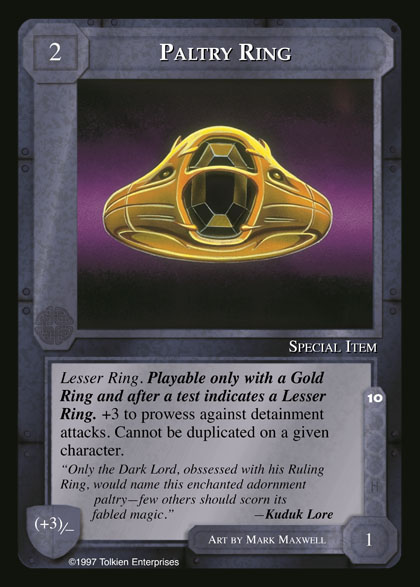 2
PALTRY RING
SPECIAL ITEM
Lesser Ring. Playable only with a Gold
Ring and after a test indicates a Lesser
Ring. +3 to prowess against detainment
attacks. Cannot be duplicated on a given
character.
“Only the Dark Lord, obssessed with his Ruling
Ring, would name this enchanted adornment
paltry—few others should scorn its
fabled magic.” —Kuduk Lore
10
(+3)/–
ART BY MARK MAXWELL
1
©1997 Tolkien Enterprises